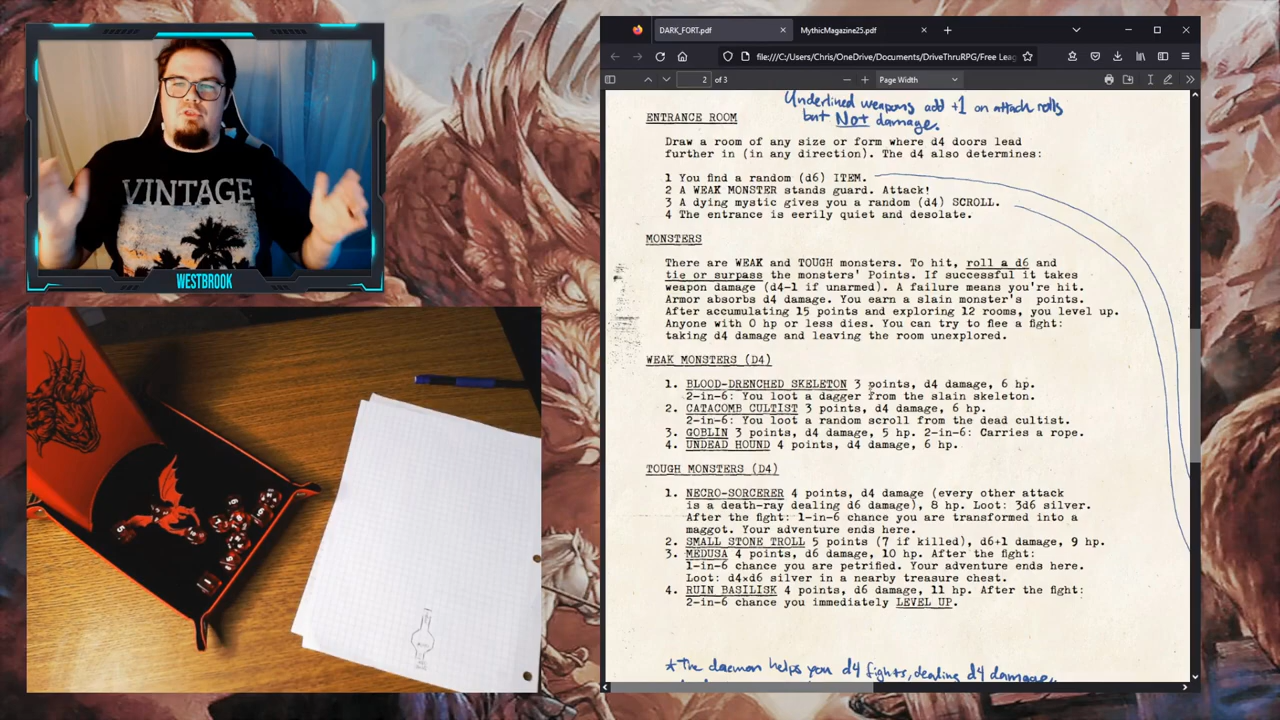 VINTAGE
WESTBROOK
DARK_FORT.pdf
MythicMagazine25.pdf
file:///C:/Users/Chris/OneDrive/Documents/DriveThruRPG/Free Leag
2 of 3
Page Width
Underlined weapons add +1 on attack rolls
but Not damage.
ENTRANCE ROOM
Draw a room of any size or form where d4 doors lead
further in (in any direction). The d4 also determines:
1 You find a random (d6) ITEM.
2 A WEAK MONSTER stands guard. Attack!
3 A dying mystic gives you a random (d4) SCROLL.
4 The entrance is eerily quiet and desolate.
MONSTERS
There are WEAK and TOUGH monsters. To hit, roll a d6 and
tie or surpass the monsters' Points. If successful it takes
weapon damage (d4-1 if unarmed). A failure means you're hit.
Armor absorbs d4 damage. You earn a slain monster's points.
After accumulating 15 points and exploring 12 rooms, you level up.
Anyone with 0 hp or less dies. You can try to flee a fight:
taking d4 damage and leaving the room unexplored.
WEAK MONSTERS (D4)
1. BLOOD-DRENCHED SKELETON 3 points, d4 damage, 6 hp.
2-in-6: You loot a dagger from the slain skeleton.
2. CATACOMB CULTIST 3 points, d4 damage, 6 hp.
2-in-6: You loot a random scroll from the dead cultist.
3. GOBLIN 3 points, d4 damage, 5 hp. 2-in-6: Carries a rope.
4. UNDEAD HOUND 4 points, d4 damage, 6 hp.
TOUGH MONSTERS (D4)
1. NECRO-SORCERER 4 points, d4 damage (every other attack
is a death-ray dealing d6 damage), 8 hp. Loot: 3d6 silver.
After the fight: 1-in-6 chance you are transformed into a
maggot. Your adventure ends here.
2. SMALL STONE TROLL 5 points (7 if killed), d6+1 damage, 9 hp.
3. MEDUSA 4 points, d6 damage, 10 hp. After the fight:
1-in-6 chance you are petrified. Your adventure ends here.
Loot: d4×d6 silver in a nearby treasure chest.
4. RUIN BASILISK 4 points, d6 damage, 11 hp. After the fight:
2-in-6 chance you immediately LEVEL UP.
*The daemon helps you d4 fights, dealing d4 damage